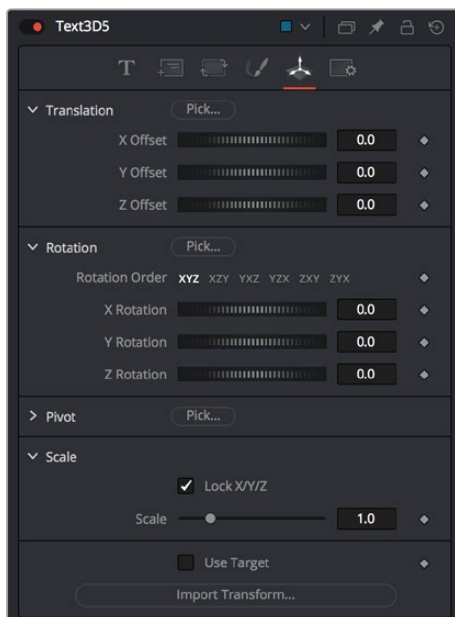 Text3D5
T
Translation Pick...
X Offset 0.0
Y Offset 0.0
Z Offset 0.0
Rotation Pick...
Rotation Order XYZ XZY YXZ YZX ZXY ZYX
X Rotation 0.0
Y Rotation 0.0
Z Rotation 0.0
Pivot Pick...
Scale
Lock X/Y/Z
Scale 1.0
Use Target
Import Transform...